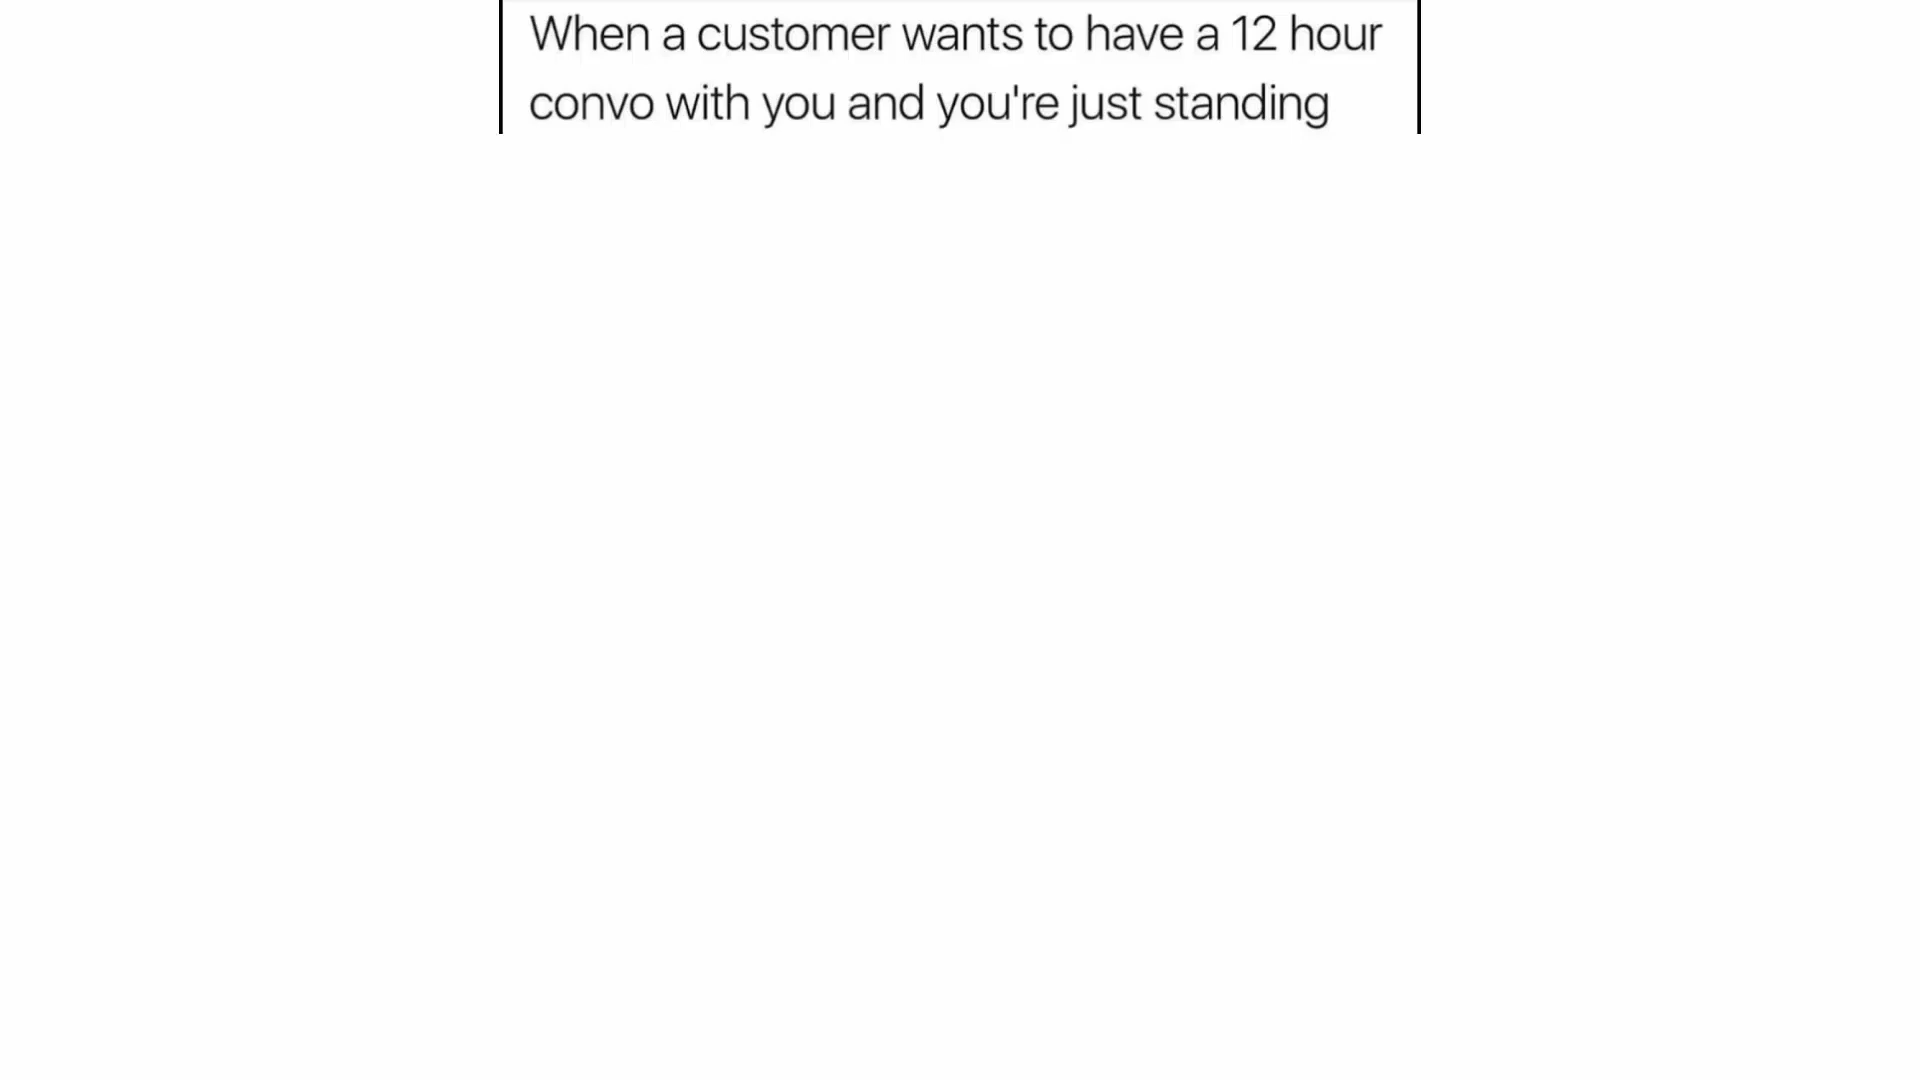 When a customer wants to have a 12 hour
convo with you and you're just standing